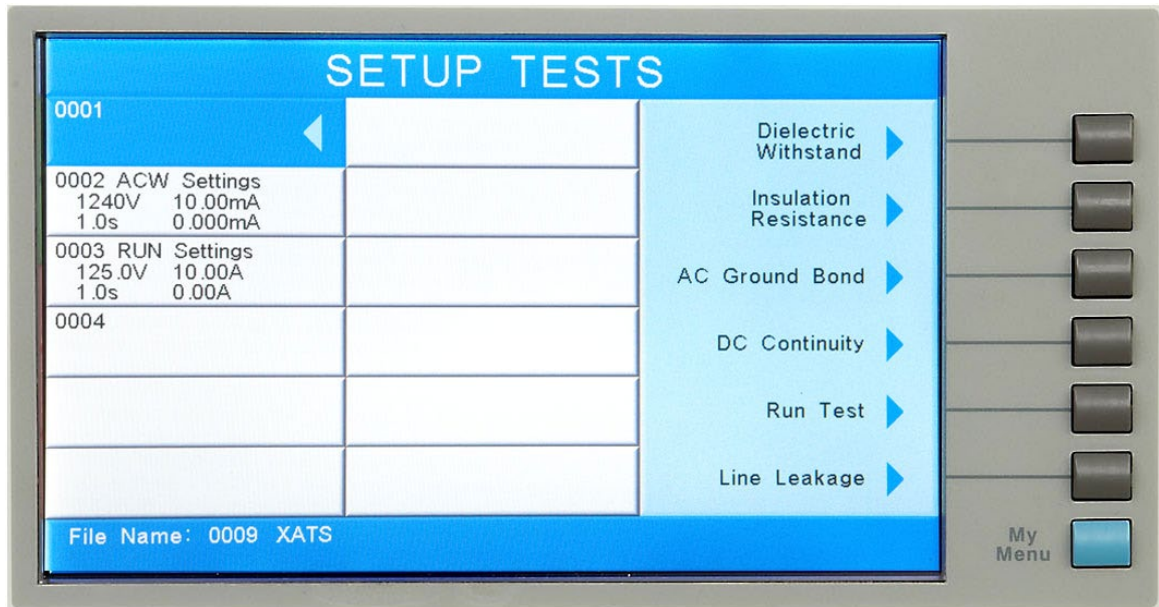 SETUP TESTS
0001
0002 ACW Settings
1240V 10.00mA
1.0s 0.000mA
0003 RUN Settings
125.0V 10.00A
1.0s 0.00A
0004
Dielectric
Withstand
Insulation
Resistance
AC Ground Bond
DC Continuity
Run Test
Line Leakage
File Name: 0009 XATS
My
Menu